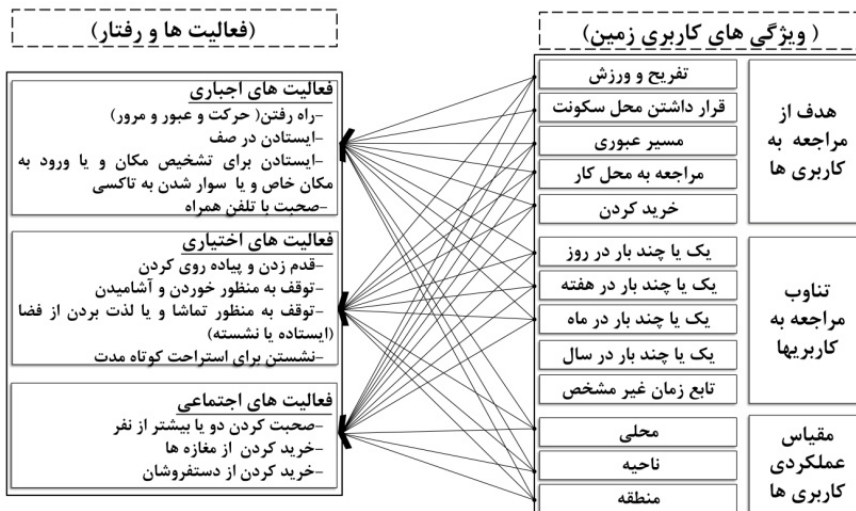 ( ویژگی های کاربری زمین)
هدف از
مراجعه به
کاربری ها
تفریح و ورزش
قرار داشتن محل سکونت
مسیر عبوری
مراجعه به محل کار
خرید کردن
تناوب
مراجعه به
کاربریها
یک یا چند بار در روز
یک یا چند بار در هفته
یک یا چند بار در ماه
یک یا چند بار در سال
تابع زمان غیر مشخص
مقیاس
عملکردی
کاربری ها
محلی
ناحیه
منطقه
(فعالیت ها و رفتار)
فعالیت های اجباری
-راه رفتن( حرکت و عبور و مرور)
-ایستادن در صف
-ایستادن برای تشخیص مکان و یا ورود به
مکان خاص و یا سوار شدن به تاکسی
-صحبت با تلفن همراه
فعالیت های اختیاری
-قدم زدن و پیاده روی کردن
-توقف به منظور خوردن و آشامیدن
-توقف به منظور تماشا و یا لذت بردن از فضا
(ایستاده یا نشسته)
-نشستن برای استراحت کوتاه مدت
فعالیت های اجتماعی
-صحبت کردن دو یا بیشتر از نفر
-خرید کردن از مغازه ها
-خرید کردن از دستفروشان